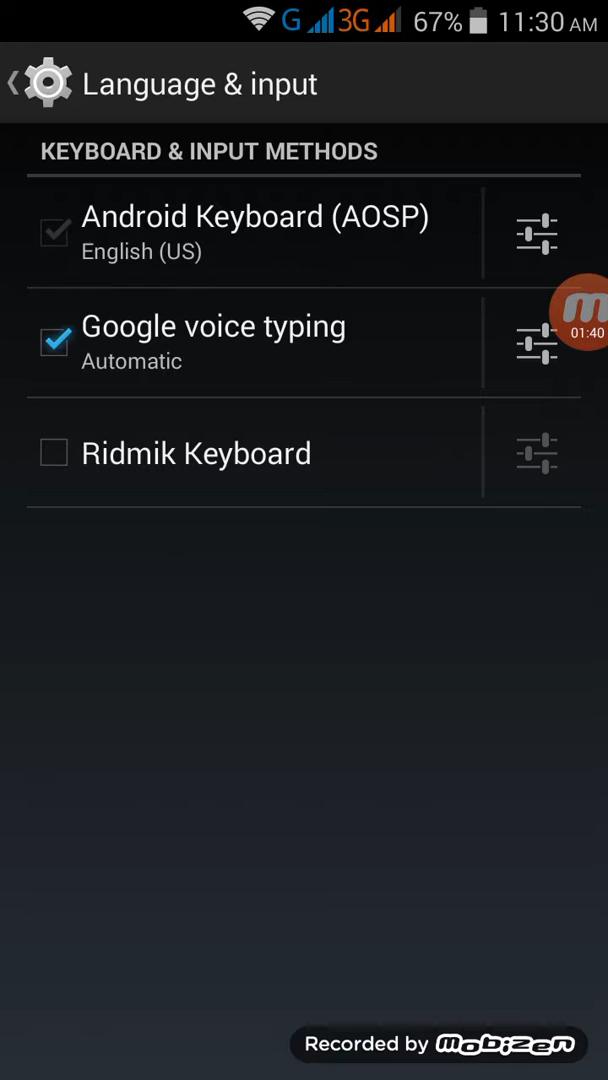 G 3G 67% 11:30 AM
Language & input
KEYBOARD & INPUT METHODS
Android Keyboard (AOSP)
English (US)
Google voice typing
Automatic
m
01:40
Ridmik Keyboard
Recorded by mobizen